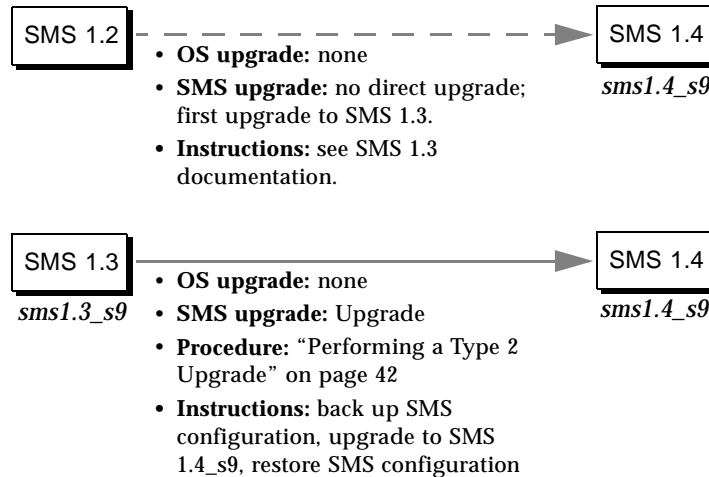 SMS 1.2
SMS 1.4
sms1.4_s9
• OS upgrade: none
• SMS upgrade: no direct upgrade;
first upgrade to SMS 1.3.
• Instructions: see SMS 1.3
documentation.
SMS 1.3
sms1.3_s9
SMS 1.4
sms1.4_s9
• OS upgrade: none
• SMS upgrade: Upgrade
• Procedure: “Performing a Type 2
Upgrade” on page 42
• Instructions: back up SMS
configuration, upgrade to SMS
1.4_s9, restore SMS configuration